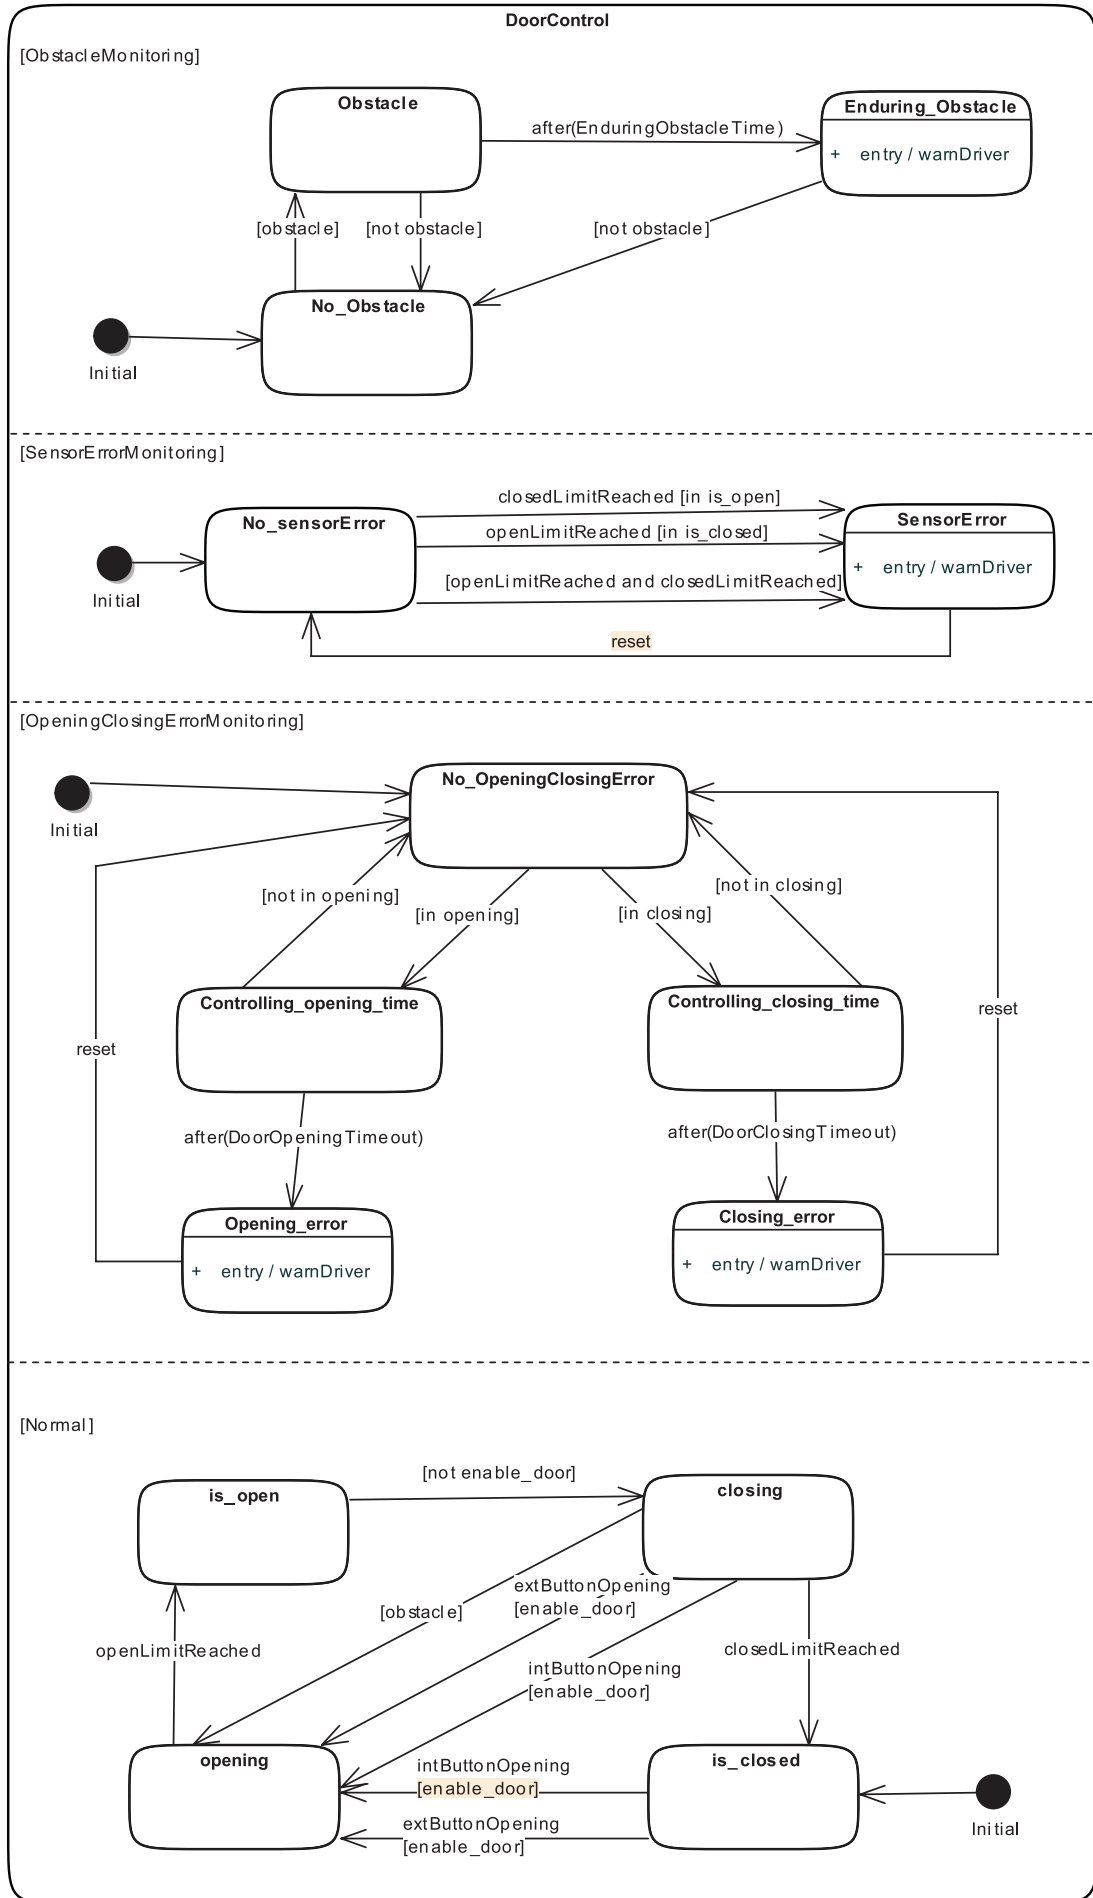 DoorControl
[ObstacleMonitoring]
Obstacle
Enduring_Obstacle
after(EnduringObstacleTime)
+ entry / warnDriver
[obstacle]
[not obstacle]
[not obstacle]
No_Obstacle
Initial
[SensorErrorMonitoring]
closedLimitReached [in is_open]
No_sensorError
SensorError
openLimitReached [in is_closed]
+ entry / warnDriver
[openLimitReached and closedLimitReached]
Initial
reset
[OpeningClosingErrorMonitoring]
No_OpeningClosingError
Initial
[not in opening]
[in opening]
[in closing]
[not in closing]
Controlling_opening_time
Controlling_closing_time
reset
reset
after(DoorOpeningTimeout)
after(DoorClosingTimeout)
Opening_error
Closing_error
+ entry / warnDriver
+ entry / warnDriver
[Normal]
[not enable_door]
is_open
closing
extButtonOpening
[enable_door]
[obstacle]
openLimitReached
closedLimitReached
intButtonOpening
[enable_door]
opening
is_closed
intButtonOpening
[enable_door]
extButtonOpening
[enable_door]
Initial